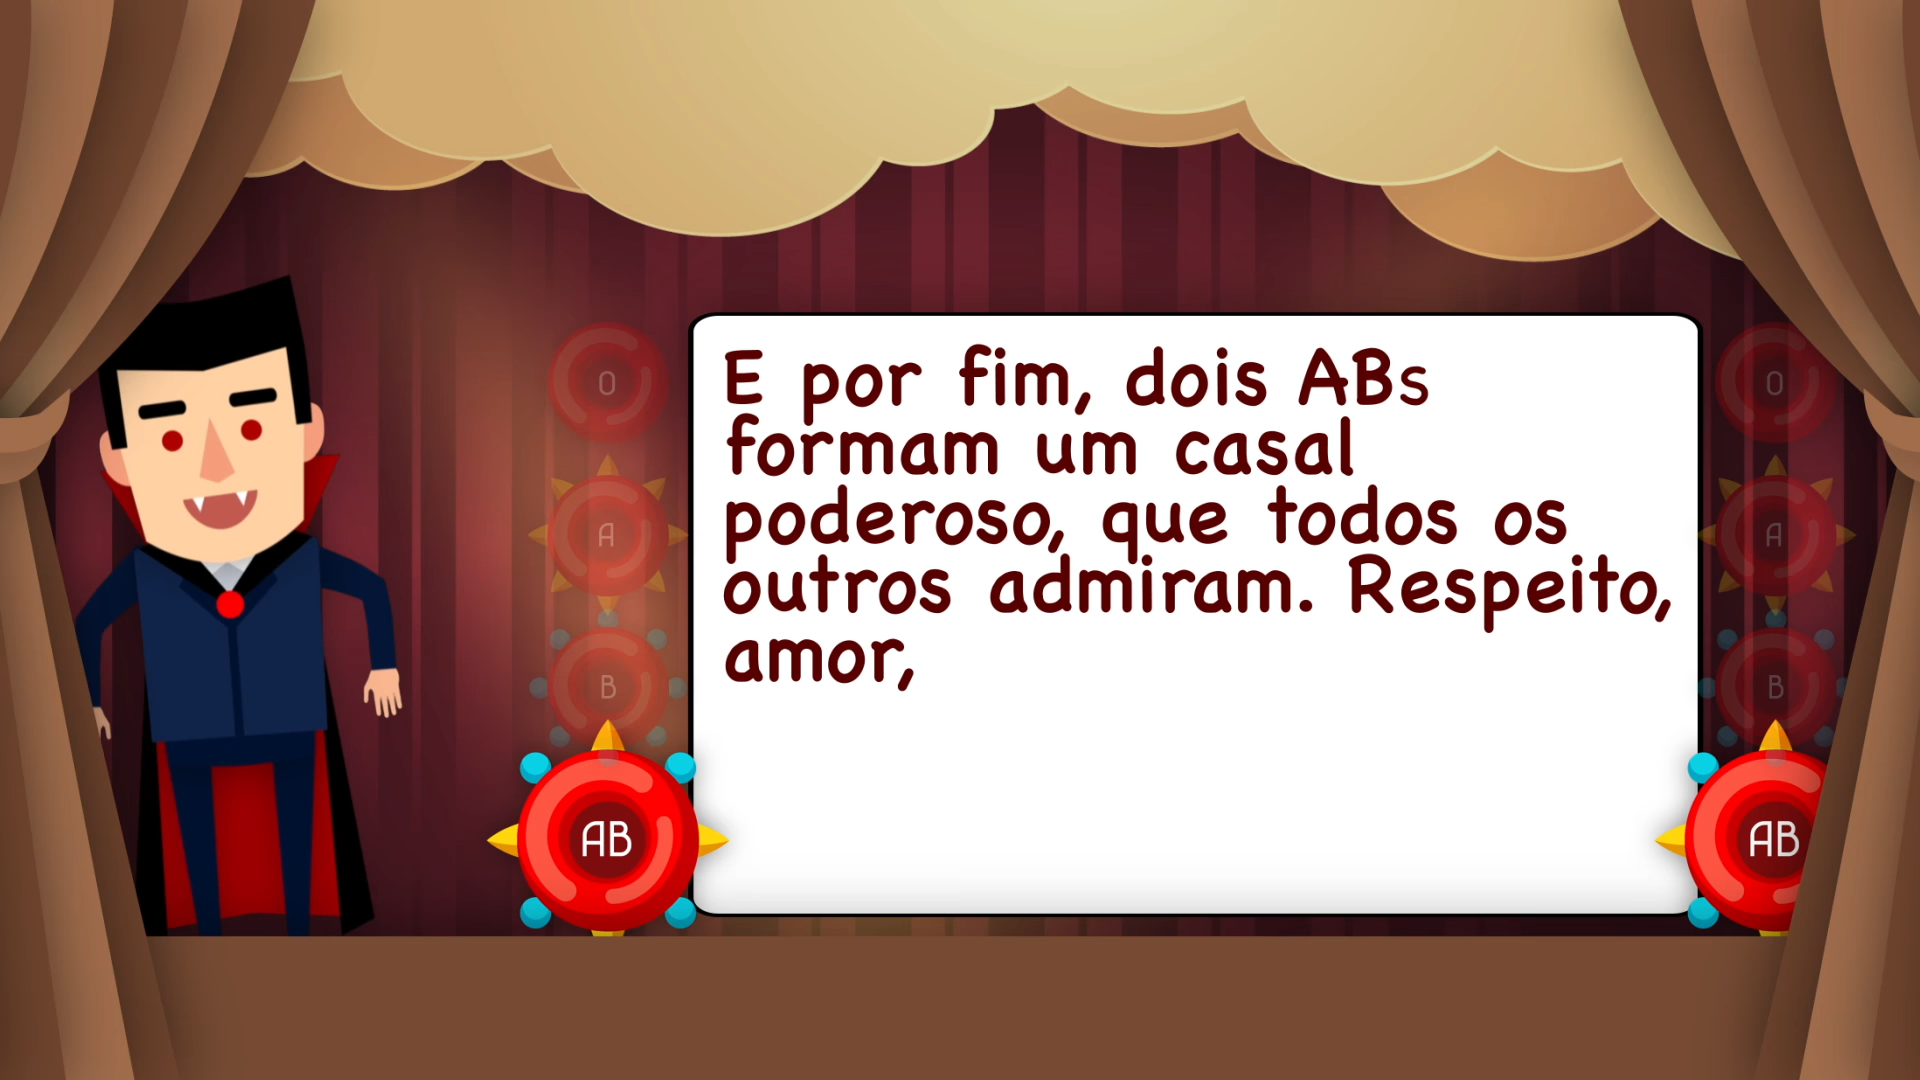 E por fim, dois ABs
formam um casal
poderoso, que todos os
outros admiram. Respeito,
amor,
O
A
B
AB
O
A
B
AB